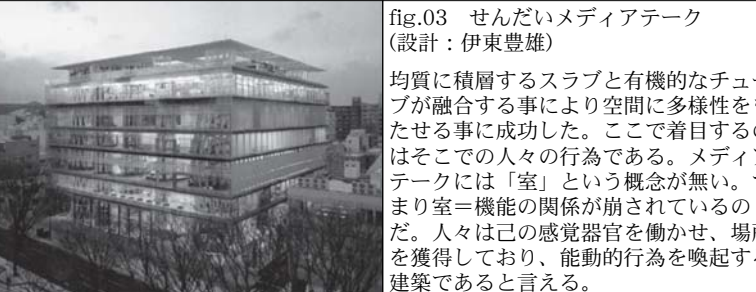 fig.03　せんだいメディアテーク
(設計：伊東豊雄)
均質に積層するスラブと有機的なチュー
ブが融合する事により空間に多様性を
たせる事に成功した。ここで着目する
はそこでの人々の行為である。メディ
テークには「室」という概念が無い。
まり室＝機能の関係が崩されているの
だ。人々は己の感覚器官を働かせ、場
を獲得しており、能動的行為を喚起す
建築であると言える。